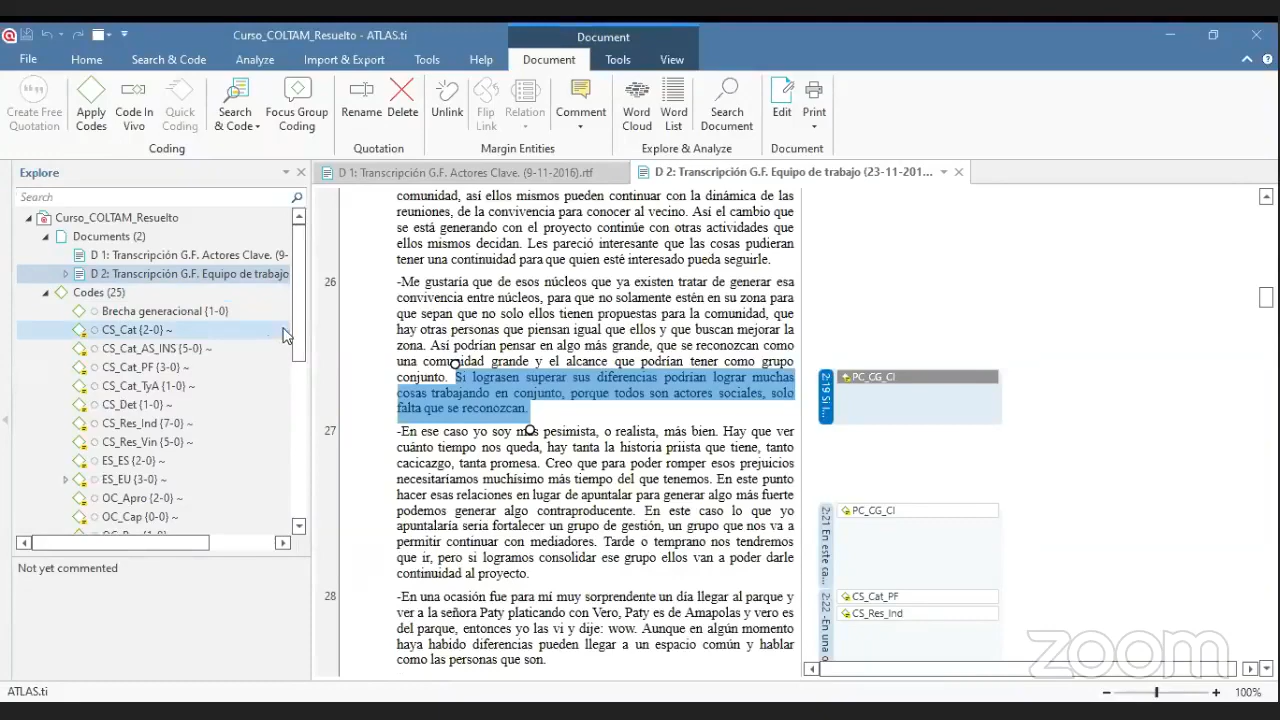 Curso_COLTAM_Resuelto - ATLAS.ti
Document
File
Home
Search & Code
Analyze
Import & Export
Tools
Help
Document
Tools
View
Create Free Quotation
Apply Codes
Code In Vivo
Quick Coding
Search & Code
Focus Group Coding
Rename
Delete
Unlink
Flip Link
Relation
Comment
Word Cloud
Word List
Search Document
Edit
Print
Coding
Quotation
Margin Entities
Explore & Analyze
Document
Explore
Search
Curso_COLTAM_Resuelto
Documents (2)
D 1: Transcripción G.F. Actores Clave. (9-
D 2: Transcripción G.F. Equipo de trabajo
Codes (25)
Brecha generacional {1-0}
CS_Cat {2-0} ~
CS_Cat_AS_INS {5-0} ~
CS_Cat_PF {3-0} ~
CS_Cat_TyA {1-0} ~
CS_Det {1-0} ~
CS_Res_Ind {7-0} ~
CS_Res_Vin {5-0} ~
ES_ES {2-0} ~
ES_EU {3-0} ~
OC_Apro {2-0} ~
OC_Cap {0-0} ~
Not yet commented
D 1: Transcripción G.F. Actores Clave. (9-11-2016).rtf
D 2: Transcripción G.F. Equipo de trabajo (23-11-201...
comunidad, así ellos mismos pueden continuar con la dinámica de las
reuniones, de la convivencia para conocer al vecino. Así el cambio que
se está generando con el proyecto continúe con otras actividades que
ellos mismos decidan. Les pareció interesante que las cosas pudieran
tener una continuidad para que quien esté interesado pueda seguirle.
26
-Me gustaría que de esos núcleos que ya existen tratar de generar esa
convivencia entre núcleos, para que no solamente estén en su zona para
que sepan que no solo ellos tienen propuestas para la comunidad, que
hay otras personas que piensan igual que ellos y que buscan mejorar la
zona. Así podrían pensar en algo más grande, que se reconozcan como
una comunidad grande y el alcance que podrían tener como grupo
conjunto. Si lograsen superar sus diferencias podrían lograr muchas
cosas trabajando en conjunto, porque todos son actores sociales, solo
falta que se reconozcan.
27
-En ese caso yo soy más pesimista, o realista, más bien. Hay que ver
cuánto tiempo nos queda, hay tanta la historia priista que tiene, tanto
cacicazgo, tanta promesa. Creo que para poder romper esos prejuicios
necesitaríamos muchísimo más tiempo del que tenemos. En este punto
hacer esas relaciones en lugar de apuntalar para generar algo más fuerte
podemos generar algo contraproducente. En este caso lo que yo
apuntalaría seria fortalecer un grupo de gestión, un grupo que nos va a
permitir continuar con mediadores. Tarde o temprano nos tendremos
que ir, pero si logramos consolidar ese grupo ellos van a poder darle
continuidad al proyecto.
28
-En una ocasión fue para mí muy sorprendente un día llegar al parque y
ver a la señora Paty platicando con Vero, Paty es de Amapolas y vero es
del parque, entonces yo las vi y dije: wow. Aunque en algún momento
haya habido diferencias pueden llegar a un espacio común y hablar
como las personas que son.
2:19 Si l...
PC_CG_CI
2:21 En este ca...
PC_CG_CI
2:22 -En una o
CS_Cat_PF
CS_Res_Ind
zoom
ATLAS.ti
100%